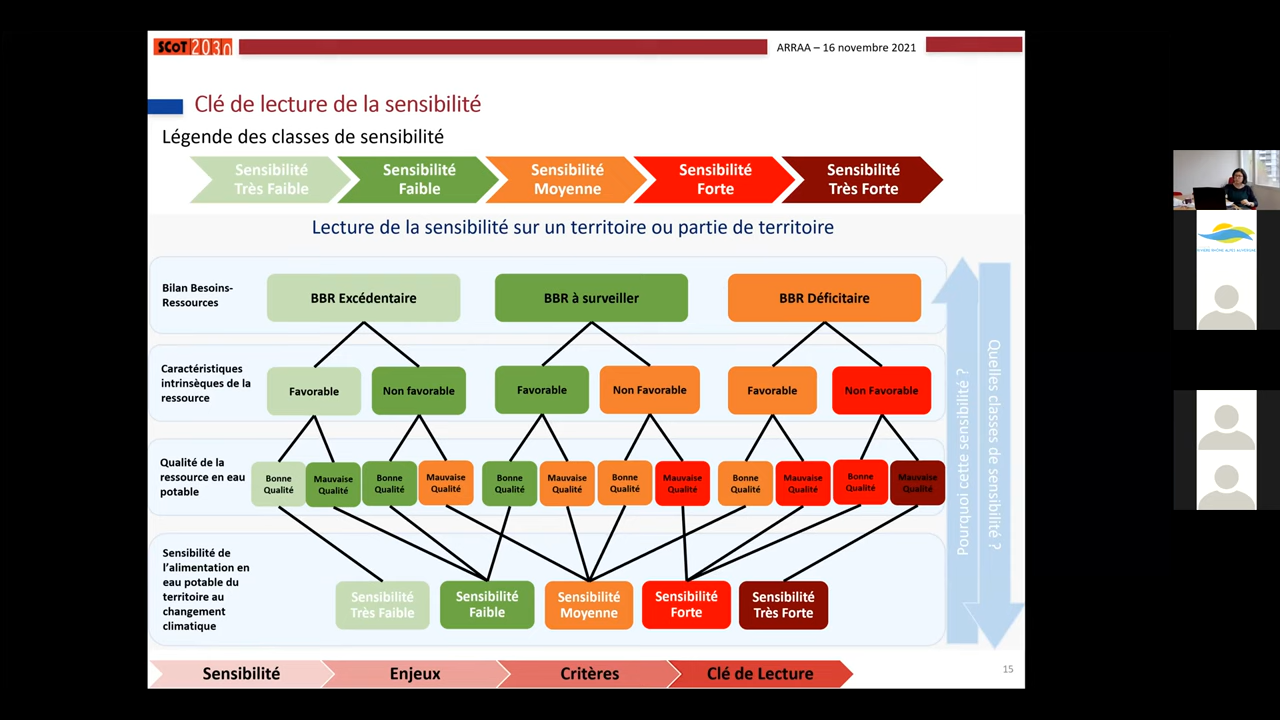 SCOT 2030
ARRAA – 16 novembre 2021
Clé de lecture de la sensibilité
Légende des classes de sensibilité
Sensibilité
Très Faible
Sensibilité
Faible
Sensibilité
Moyenne
Sensibilité
Forte
Sensibilité
Très Forte
Lecture de la sensibilité sur un territoire ou partie de territoire
Bilan Besoins-
Ressources
BBR Excédentaire
BBR à surveiller
BBR Déficitaire
Caractéristiques
intrinsèques de la
ressource
Favorable
Non favorable
Favorable
Non Favorable
Favorable
Non Favorable
Qualité de la
ressource en eau
potable
Bonne
Qualité
Mauvaise
Qualité
Bonne
Qualité
Mauvaise
Qualité
Bonne
Qualité
Mauvaise
Qualité
Bonne
Qualité
Mauvaise
Qualité
Bonne
Qualité
Mauvaise
Qualité
Bonne
Qualité
Mauvaise
Qualité
Sensibilité de
l'alimentation en
eau potable du
territoire au
changement
climatique
Sensibilité
Très Faible
Sensibilité
Faible
Sensibilité
Moyenne
Sensibilité
Forte
Sensibilité
Très Forte
Pourquoi cette sensibilité ?
Quelles classes de sensibilité ?
Sensibilité
Enjeux
Critères
Clé de Lecture
15